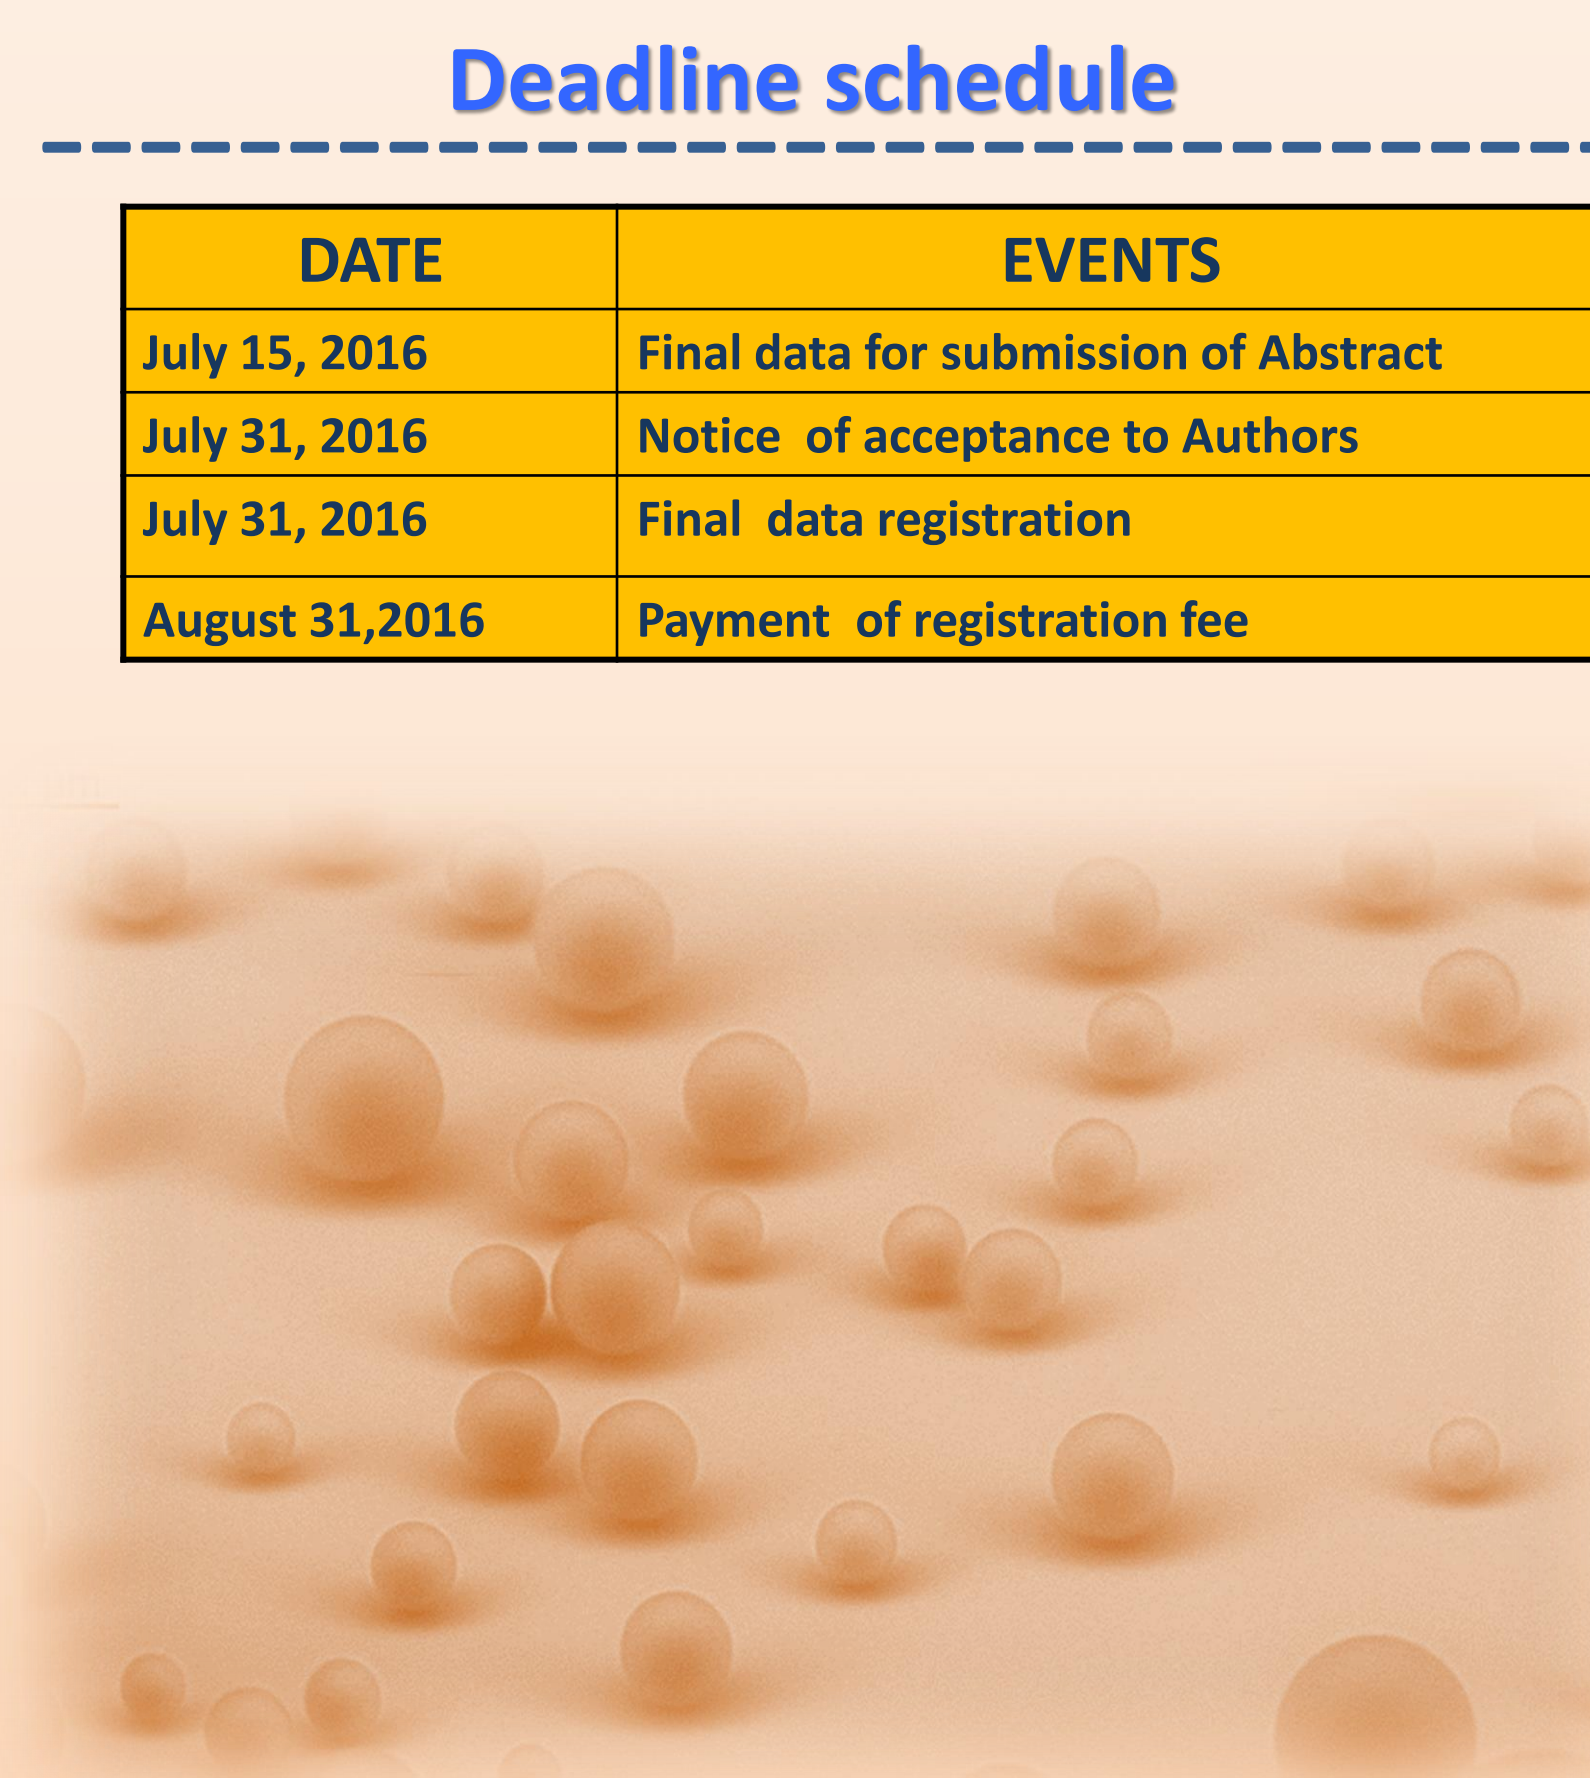 Deadline schedule
DATE EVENTS
July 15, 2016 Final data for submission of Abstract
July 31, 2016 Notice  of acceptance to Authors
July 31, 2016 Final  data registration
August 31,2016 Payment  of registration fee